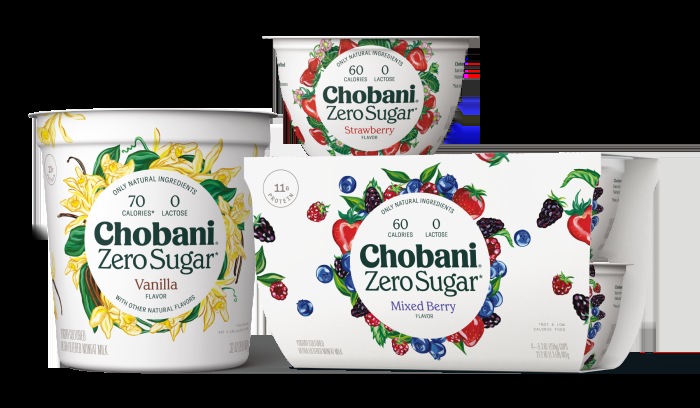 ONLY NATURAL INGREDIENTS
60 0
CALORIES LACTOSE
Chobani®
Zero Sugar*
Strawberry
FLAVOR
ONLY NATURAL INGREDIENTS
70 0
CALORIES* LACTOSE
Chobani®
Zero Sugar*
Vanilla
FLAVOR
WITH OTHER NATURAL FLAVORS
11g
PROTEIN
ONLY NATURAL INGREDIENTS
60 0
CALORIES LACTOSE
Chobani®
Zero Sugar*
Mixed Berry
FLAVOR